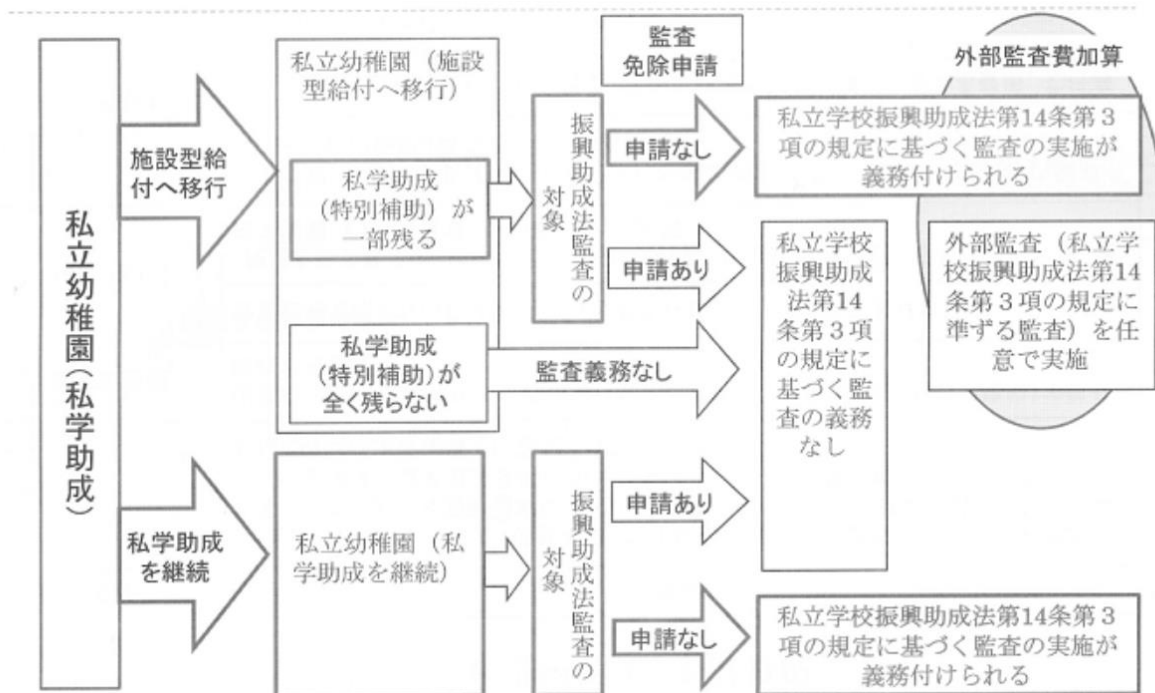 監査
免除申請
外部監査費加算
私立幼稚園（私学助成）
施設型給
付へ移行
私立幼稚園（施設
型給付へ移行）
私学助成
（特別補助）が
一部残る
振興助成法監査の
対象
申請なし
私立学校振興助成法第14条第３
項の規定に基づく監査の実施が
義務付けられる
申請あり
私立学校
振興助成
法第14
条第３項
の規定に
基づく監
査の義務
なし
外部監査（私立学
校振興助成法第14
条第３項の規定に
準ずる監査）を任
意で実施
私学助成
（特別補助）が
全く残らない
監査義務なし
私学助成
を継続
私立幼稚園（私
学助成を継続）
振興助成法監査の
対象
申請あり
申請なし
私立学校振興助成法第14条第３
項の規定に基づく監査の実施が
義務付けられる